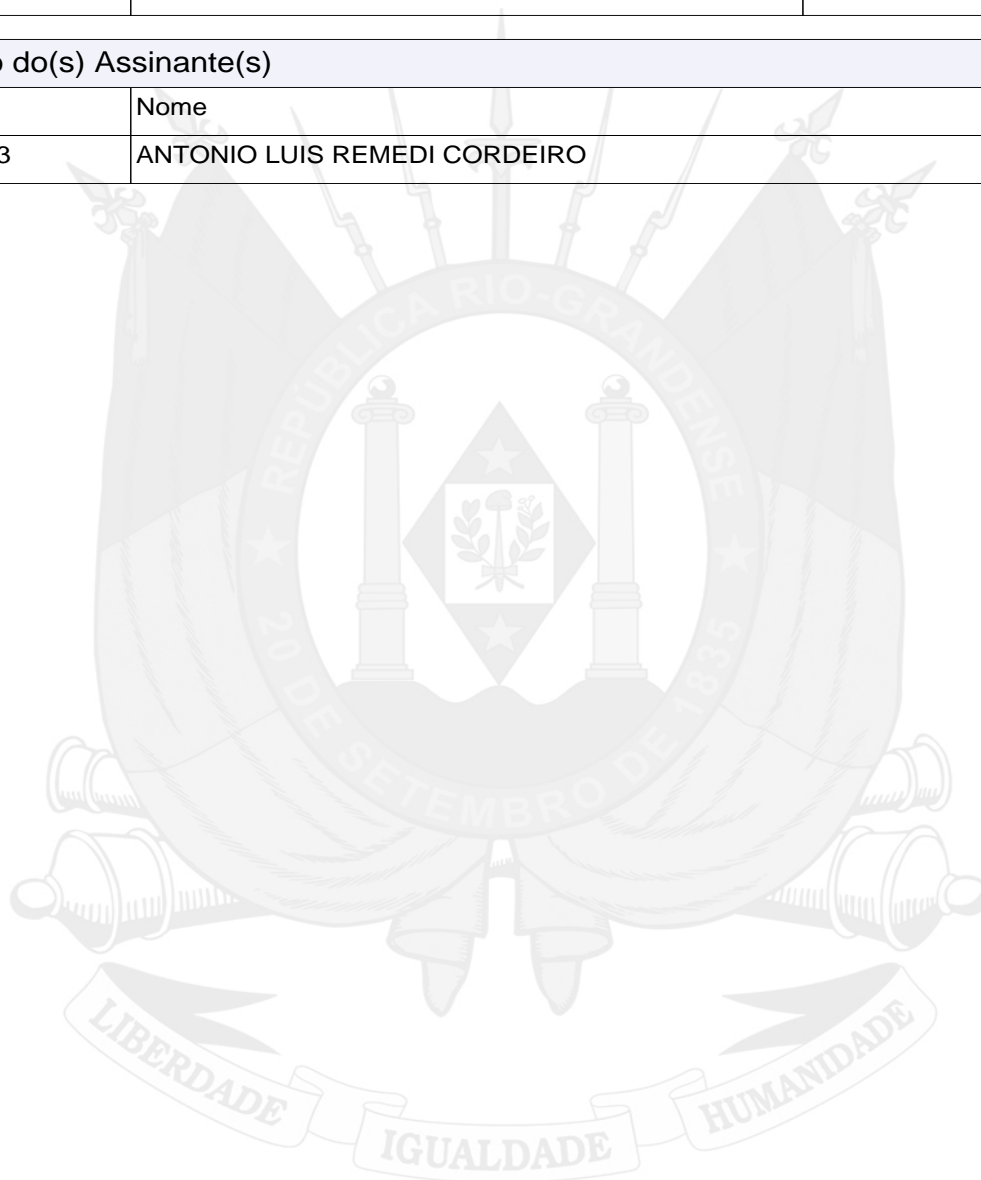 o do(s) Assinante(s)
Nome
3 ANTONIO LUIS REMEDI CORDEIRO
REPÚBLICA RIO-GRANDENSE
★ 20 DE SETEMBRO DE 1835 ★
LIBERDADE IGUALDADE HUMANIDADE